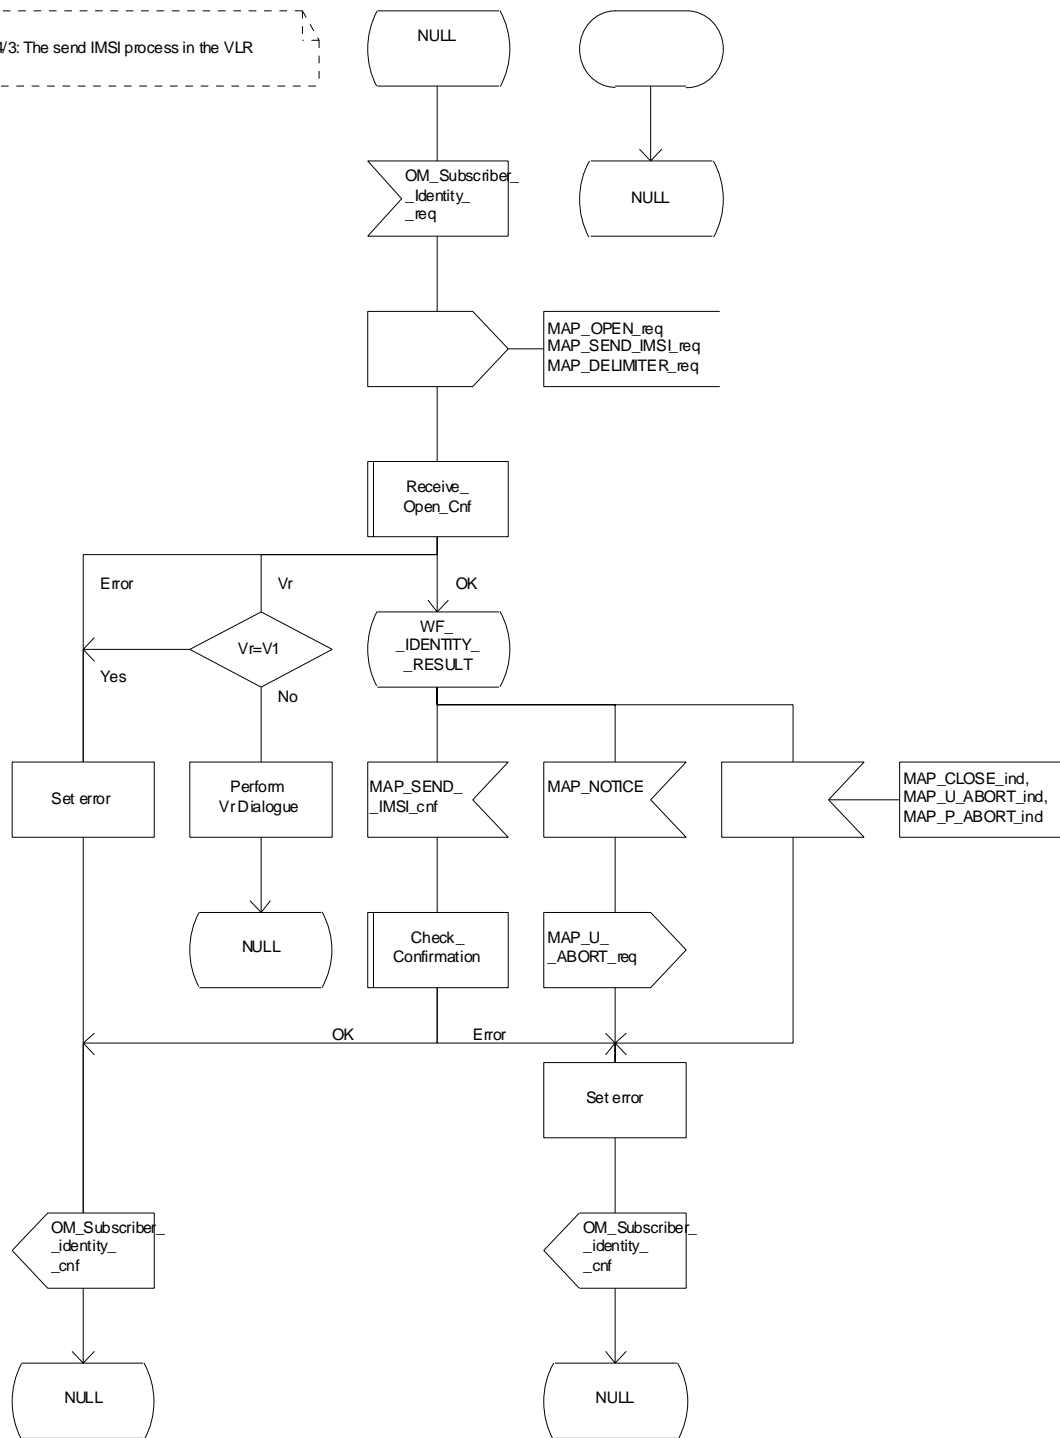 4/3: The send IMSI process in the VLR
NULL
OM_Subscriber_
_Identity_
_req
NULL
MAP_OPEN_req
MAP_SEND_IMSI_req
MAP_DELIMITER_req
Receive_
Open_Cnf
Error
Vr
OK
Vr=V1
WF_
_IDENTITY_
_RESULT
Yes
No
Set error
Perform
Vr Dialogue
MAP_SEND_
_IMSI_cnf
MAP_NOTICE
MAP_CLOSE_ind,
MAP_U_ABORT_ind,
MAP_P_ABORT_ind
NULL
Check_
Confirmation
MAP_U_
_ABORT_req
OK
Error
Set error
OM_Subscriber_
_identity_
_cnf
OM_Subscriber_
_identity_
_cnf
NULL
NULL